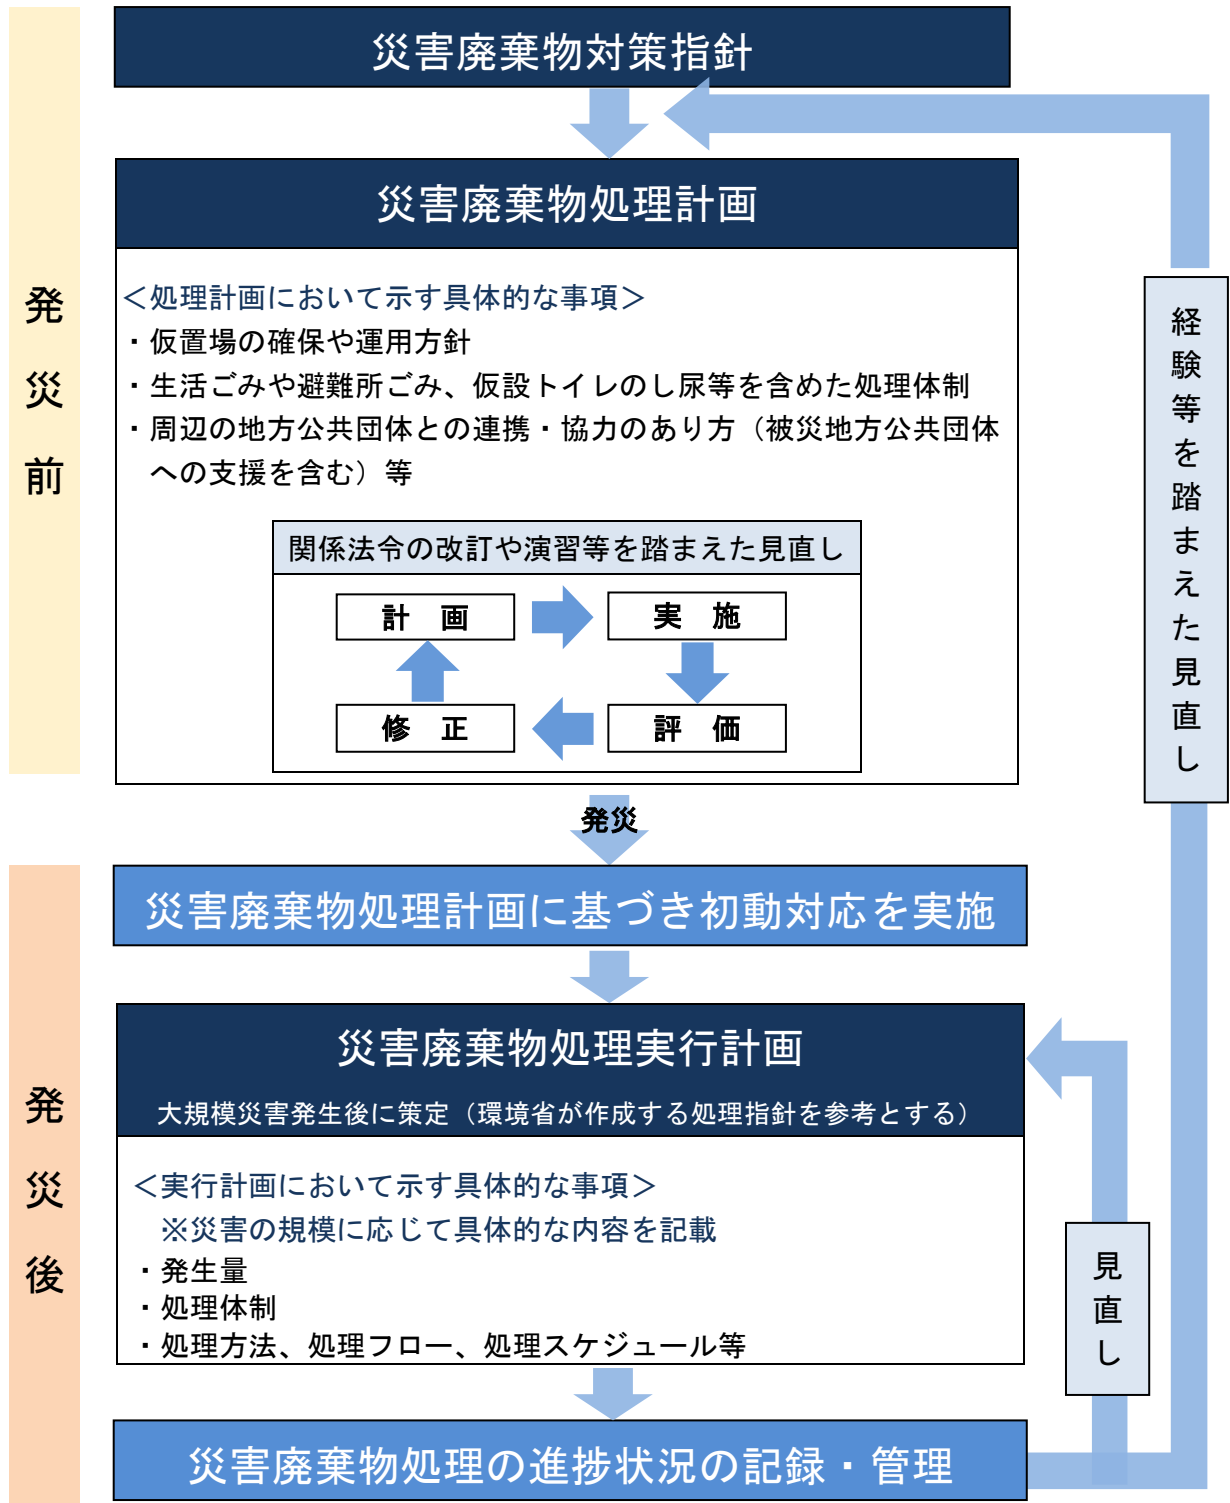 災害廃棄物対策指針
発災前
災害廃棄物処理計画
＜処理計画において示す具体的な事項＞
・仮置場の確保や運用方針
・生活ごみや避難所ごみ、仮設トイレのし尿等を含めた処理体制
・周辺の地方公共団体との連携・協力のあり方（被災地方公共団体
への支援を含む）等
関係法令の改訂や演習等を踏まえた見直し
計　画
実　施
修　正
評　価
経験等を踏まえた見直し
発災
発災後
災害廃棄物処理計画に基づき初動対応を実施
災害廃棄物処理実行計画
大規模災害発生後に策定（環境省が作成する処理指針を参考とする）
＜実行計画において示す具体的な事項＞
※災害の規模に応じて具体的な内容を記載
・発生量
・処理体制
・処理方法、処理フロー、処理スケジュール等
見直し
災害廃棄物処理の進捗状況の記録・管理